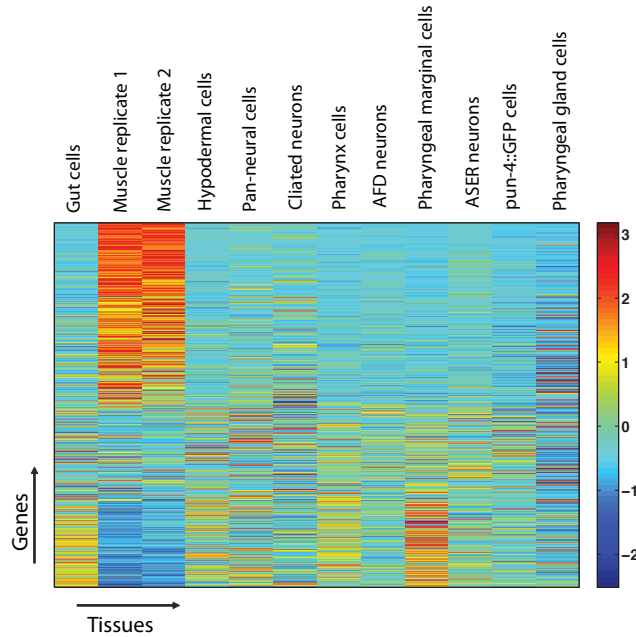 Gut cells
Muscle replicate 1
Muscle replicate 2
Hypodermal cells
Pan-neural cells
Cliated neurons
Pharynx cells
AFD neurons
Pharyngeal marginal cells
ASER neurons
pun-4::GFP cells
Pharyngeal gland cells
3
2
1
0
−1
−2
Genes
Tissues